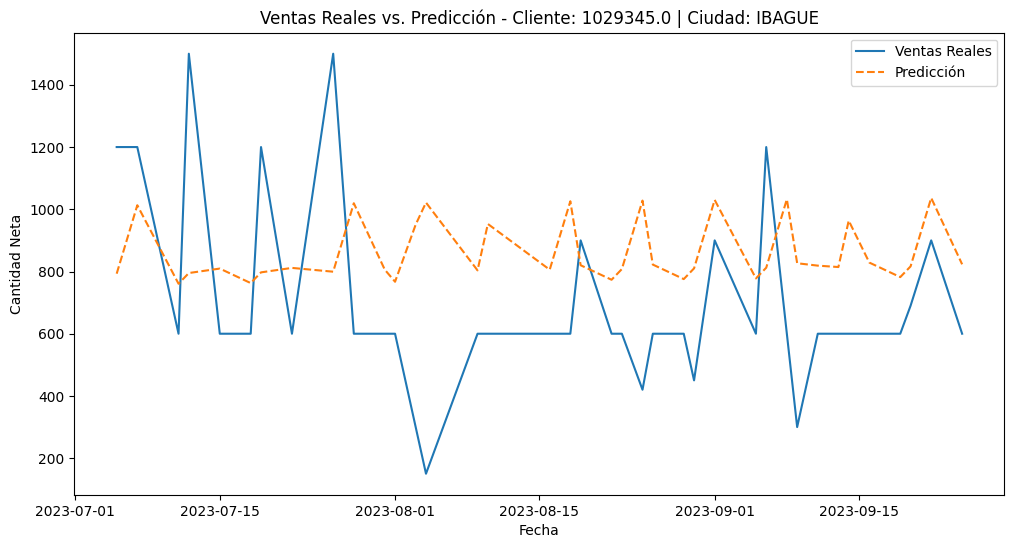 Ventas Reales vs. Predicción - Cliente: 1029345.0 | Ciudad: IBAGUE
Ventas Reales
Predicción
1400
1200
1000
800
600
400
200
Cantidad Neta
2023-07-01 2023-07-15 2023-08-01 2023-08-15 2023-09-01 2023-09-15
Fecha